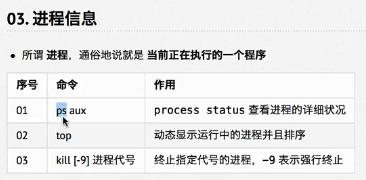 03. 进程信息
• 所谓 进程，通俗地说就是 当前正在执行的一个程序
序号 命令 作用
01 ps aux process status 查看进程的详细状况
02 top 动态显示运行中的进程并且排序
03 kill [-9] 进程代号 终止指定代号的进程，-9 表示强行终止